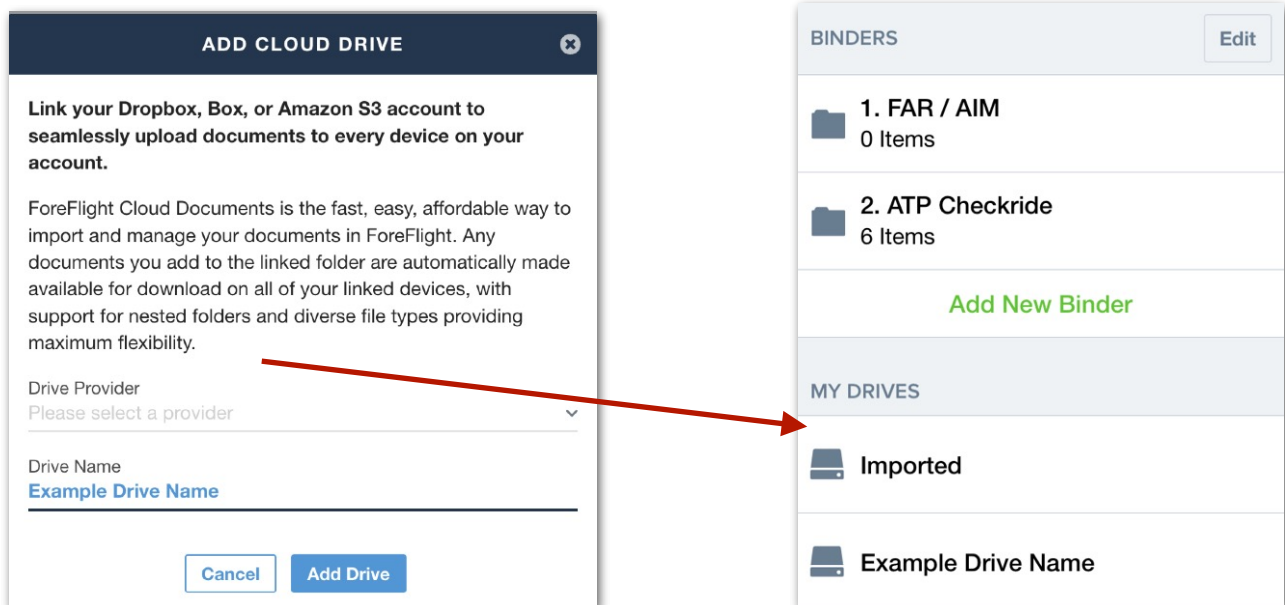 ADD CLOUD DRIVE
Link your Dropbox, Box, or Amazon S3 account to
seamlessly upload documents to every device on your
account.
ForeFlight Cloud Documents is the fast, easy, affordable way to
import and manage your documents in ForeFlight. Any
documents you add to the linked folder are automatically made
available for download on all of your linked devices, with
support for nested folders and diverse file types providing
maximum flexibility.
Drive Provider
Please select a provider
Drive Name
Example Drive Name
Cancel
Add Drive
BINDERS
Edit
1. FAR / AIM
0 Items
2. ATP Checkride
6 Items
Add New Binder
MY DRIVES
Imported
Example Drive Name